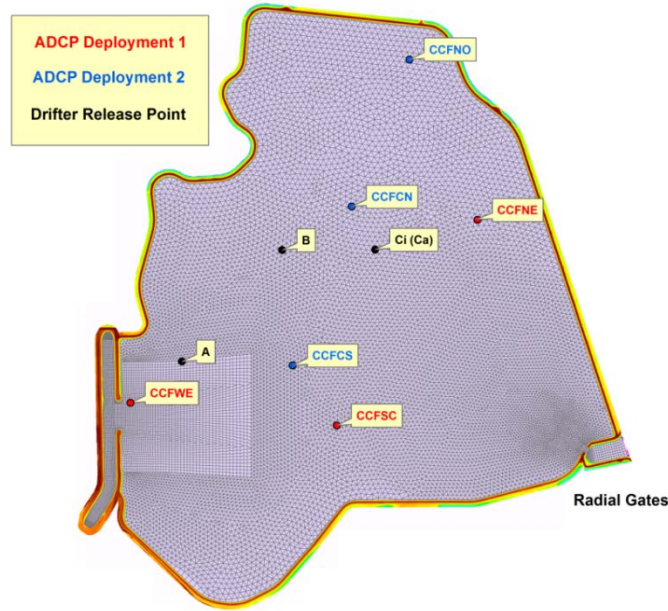 ADCP Deployment 1
ADCP Deployment 2
Drifter Release Point
CCFNO
CCFCN
CCFNE
B
Ci (Ca)
A
CCFCS
CCFWE
CCFSC
Radial Gates